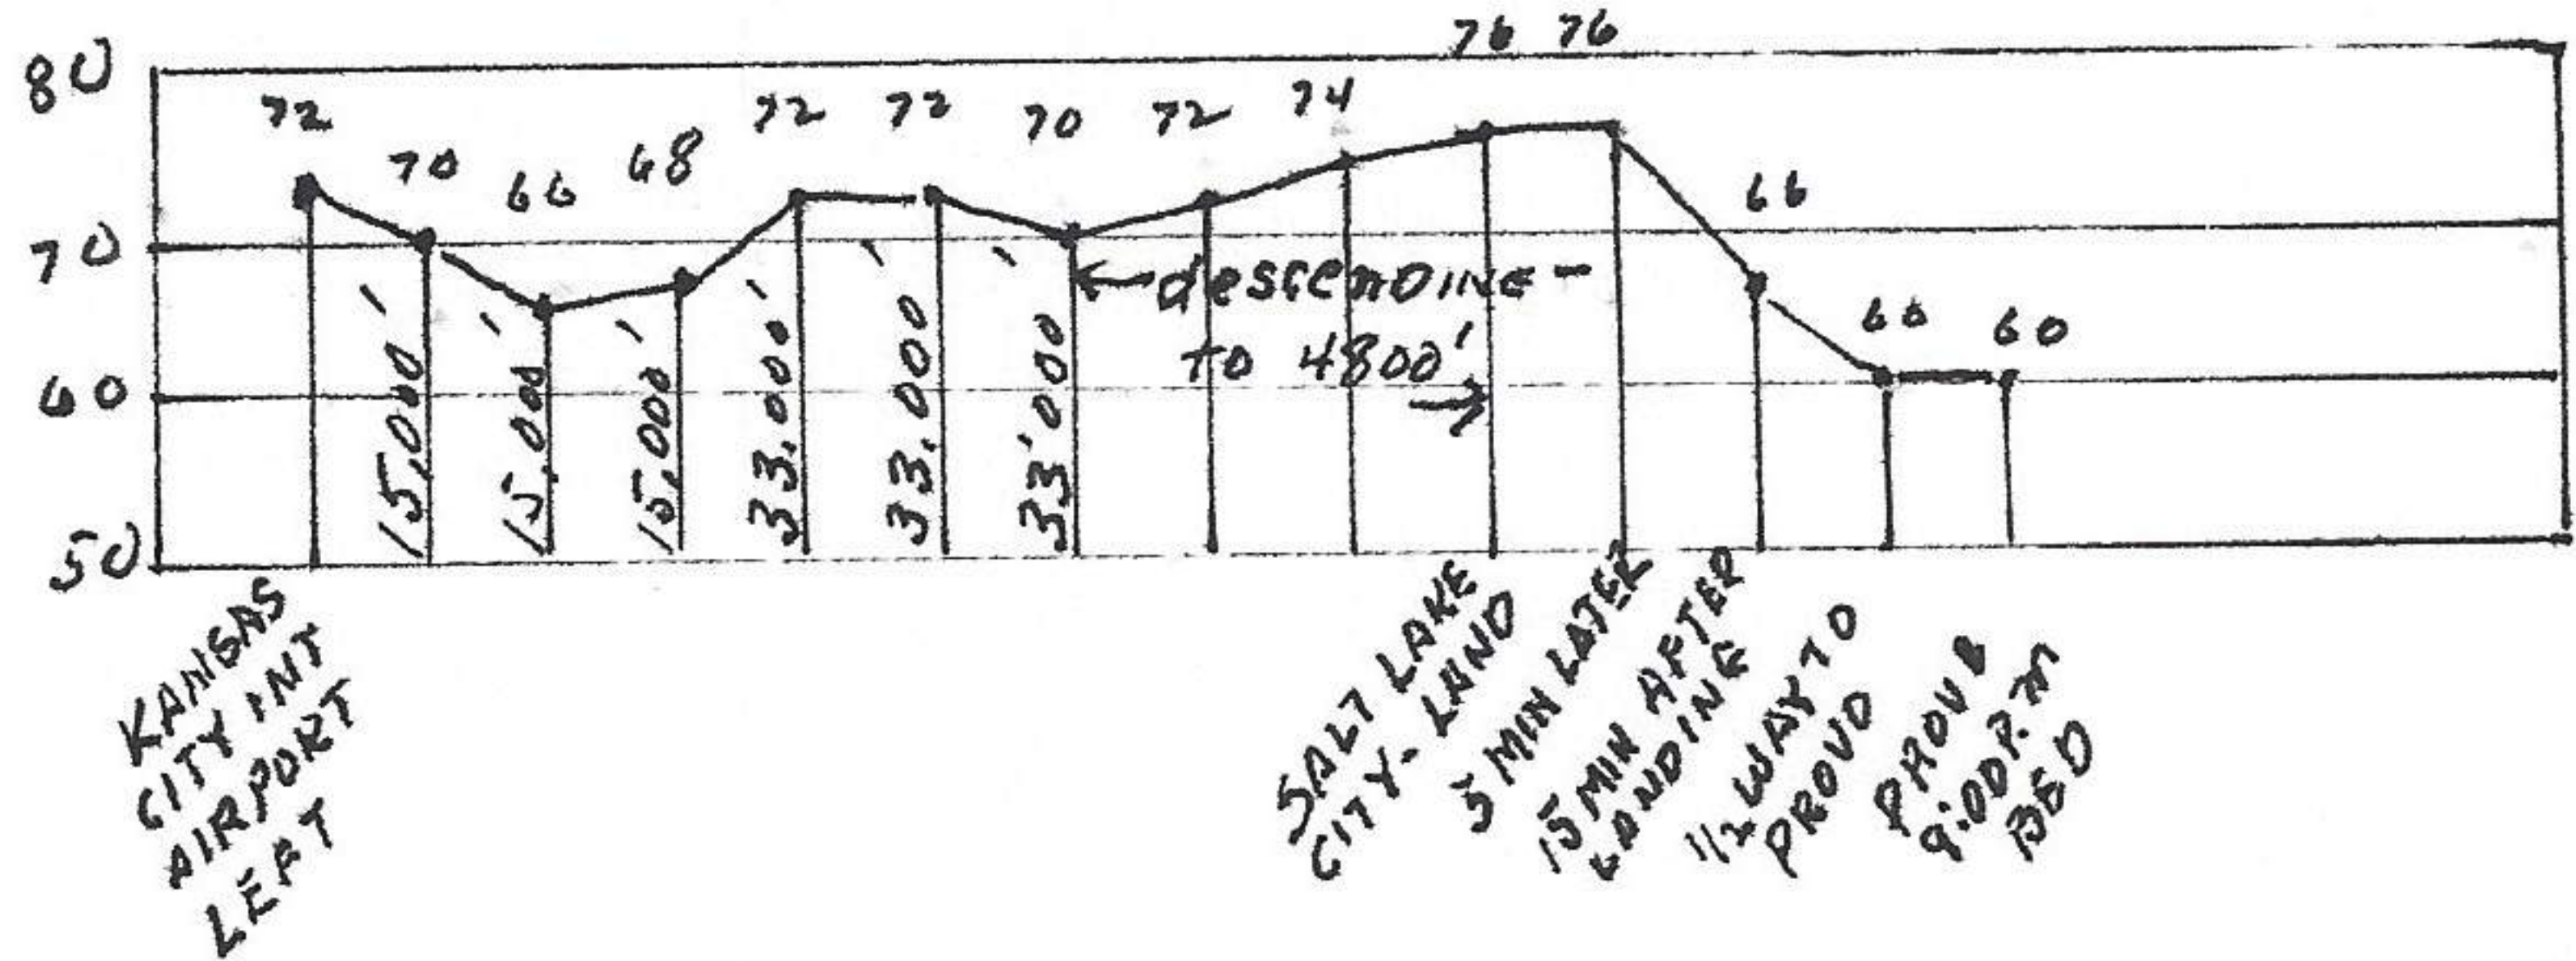 76 76
80
72 70 66 68 72 72 70 72 74
66
70
60 60
60
50
15,000'
15,000'
15,000'
33,000'
33,000'
33'000
←descending-
to 4800'
→
KANSAS
CITY INT
AIRPORT
LEFT
SALT LAKE
CITY-LAND
5 MIN LATER
15 MIN AFTER
LANDING
1/2 WAY TO
PROVO
PROVO
9:00 P.M
BED